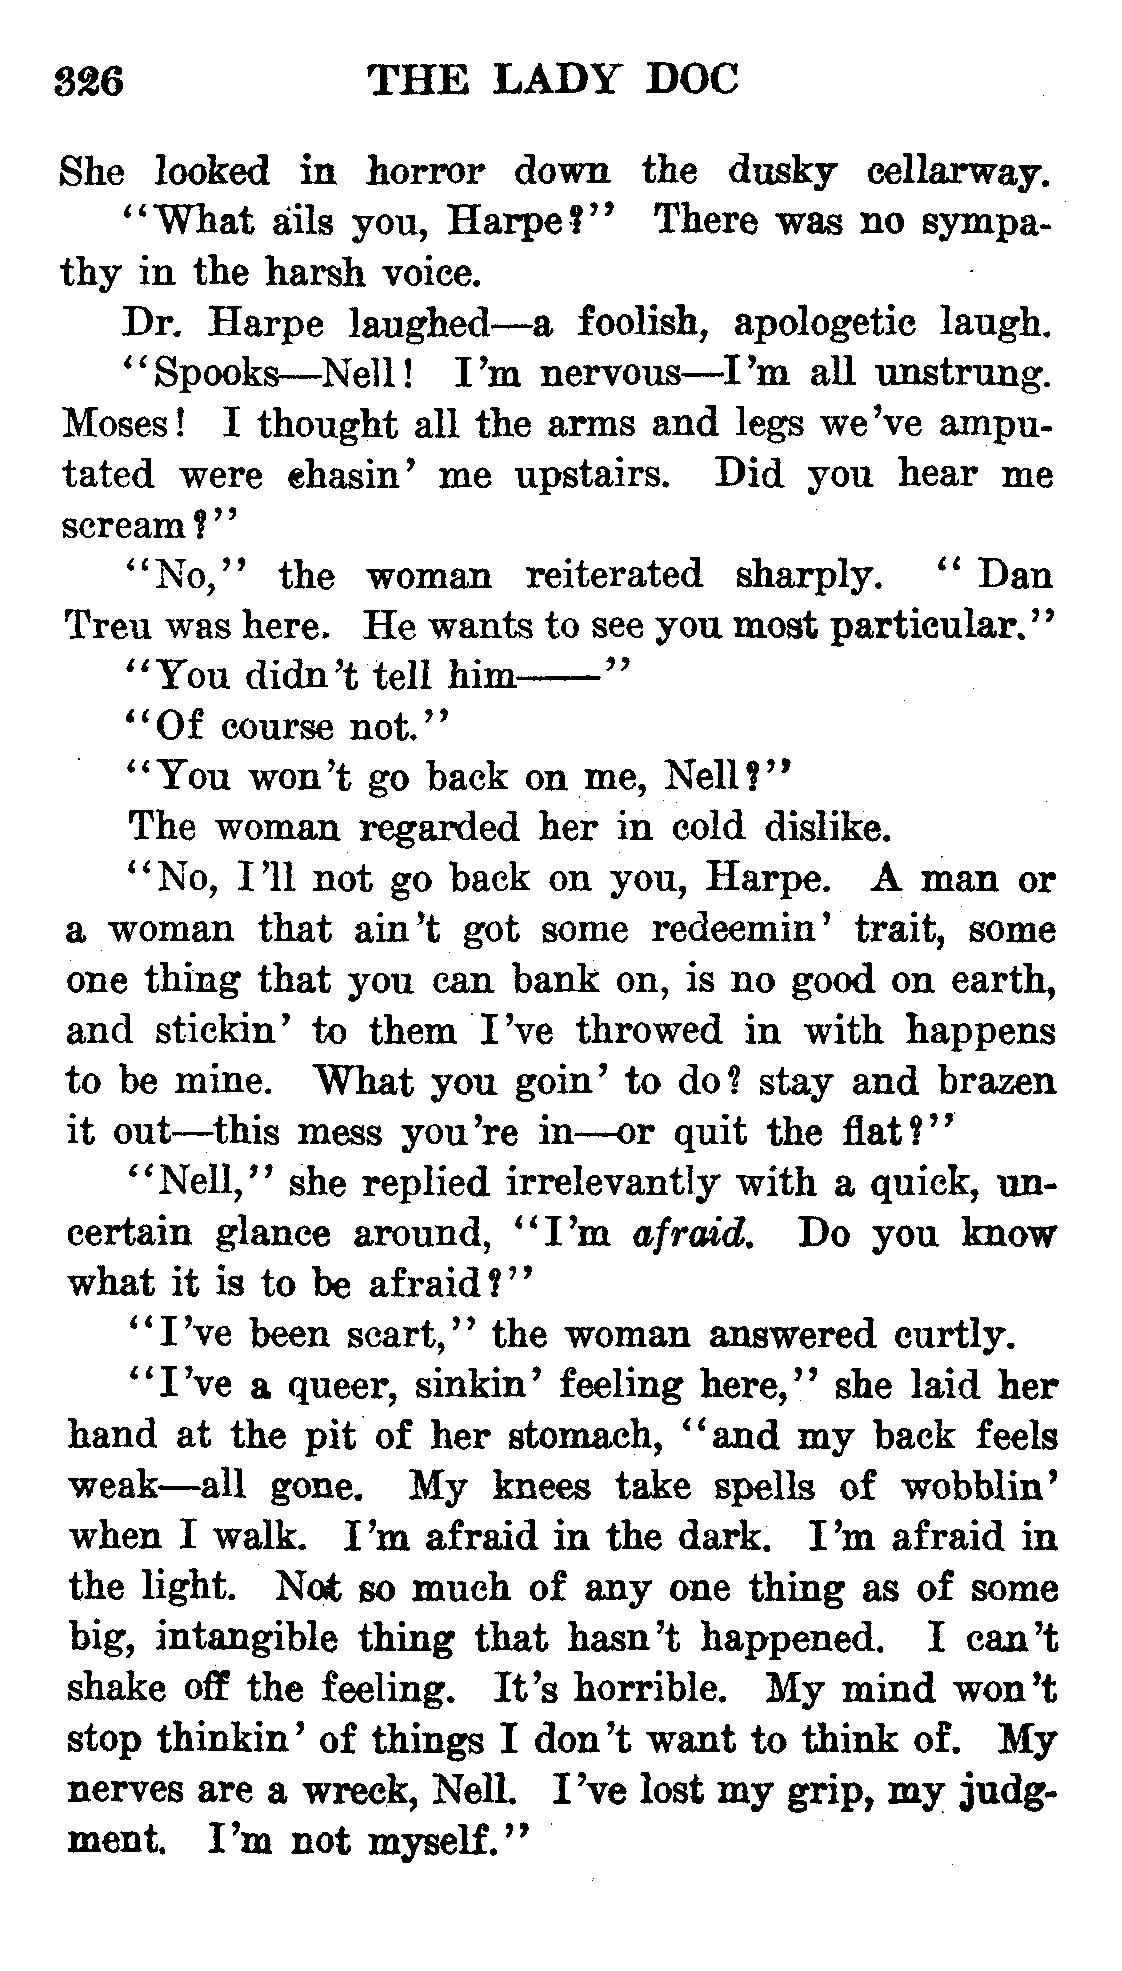 326 THE LADY DOC
She looked in horror down the dusky cellarway.
"What ails you, Harpe?" There was no sympa-
thy in the harsh voice.
Dr. Harpe laughed—a foolish, apologetic laugh.
"Spooks—Nell! I'm nervous—I'm all unstrung.
Moses! I thought all the arms and legs we've ampu-
tated were chasin' me upstairs. Did you hear me
scream?"
"No," the woman reiterated sharply. " Dan
Treu was here. He wants to see you most particular."
"You didn't tell him——"
"Of course not."
"You won't go back on me, Nell?"
The woman regarded her in cold dislike.
"No, I'll not go back on you, Harpe. A man or
a woman that ain't got some redeemin' trait, some
one thing that you can bank on, is no good on earth,
and stickin' to them I've throwed in with happens
to be mine. What you goin' to do? stay and brazen
it out—this mess you're in—or quit the flat?"
"Nell," she replied irrelevantly with a quick, un-
certain glance around, "I'm afraid. Do you know
what it is to be afraid?"
"I've been scart," the woman answered curtly.
"I've a queer, sinkin' feeling here," she laid her
hand at the pit of her stomach, "and my back feels
weak—all gone. My knees take spells of wobblin'
when I walk. I'm afraid in the dark. I'm afraid in
the light. Not so much of any one thing as of some
big, intangible thing that hasn't happened. I can't
shake off the feeling. It's horrible. My mind won't
stop thinkin' of things I don't want to think of. My
nerves are a wreck, Nell. I've lost my grip, my judg-
ment. I'm not myself."